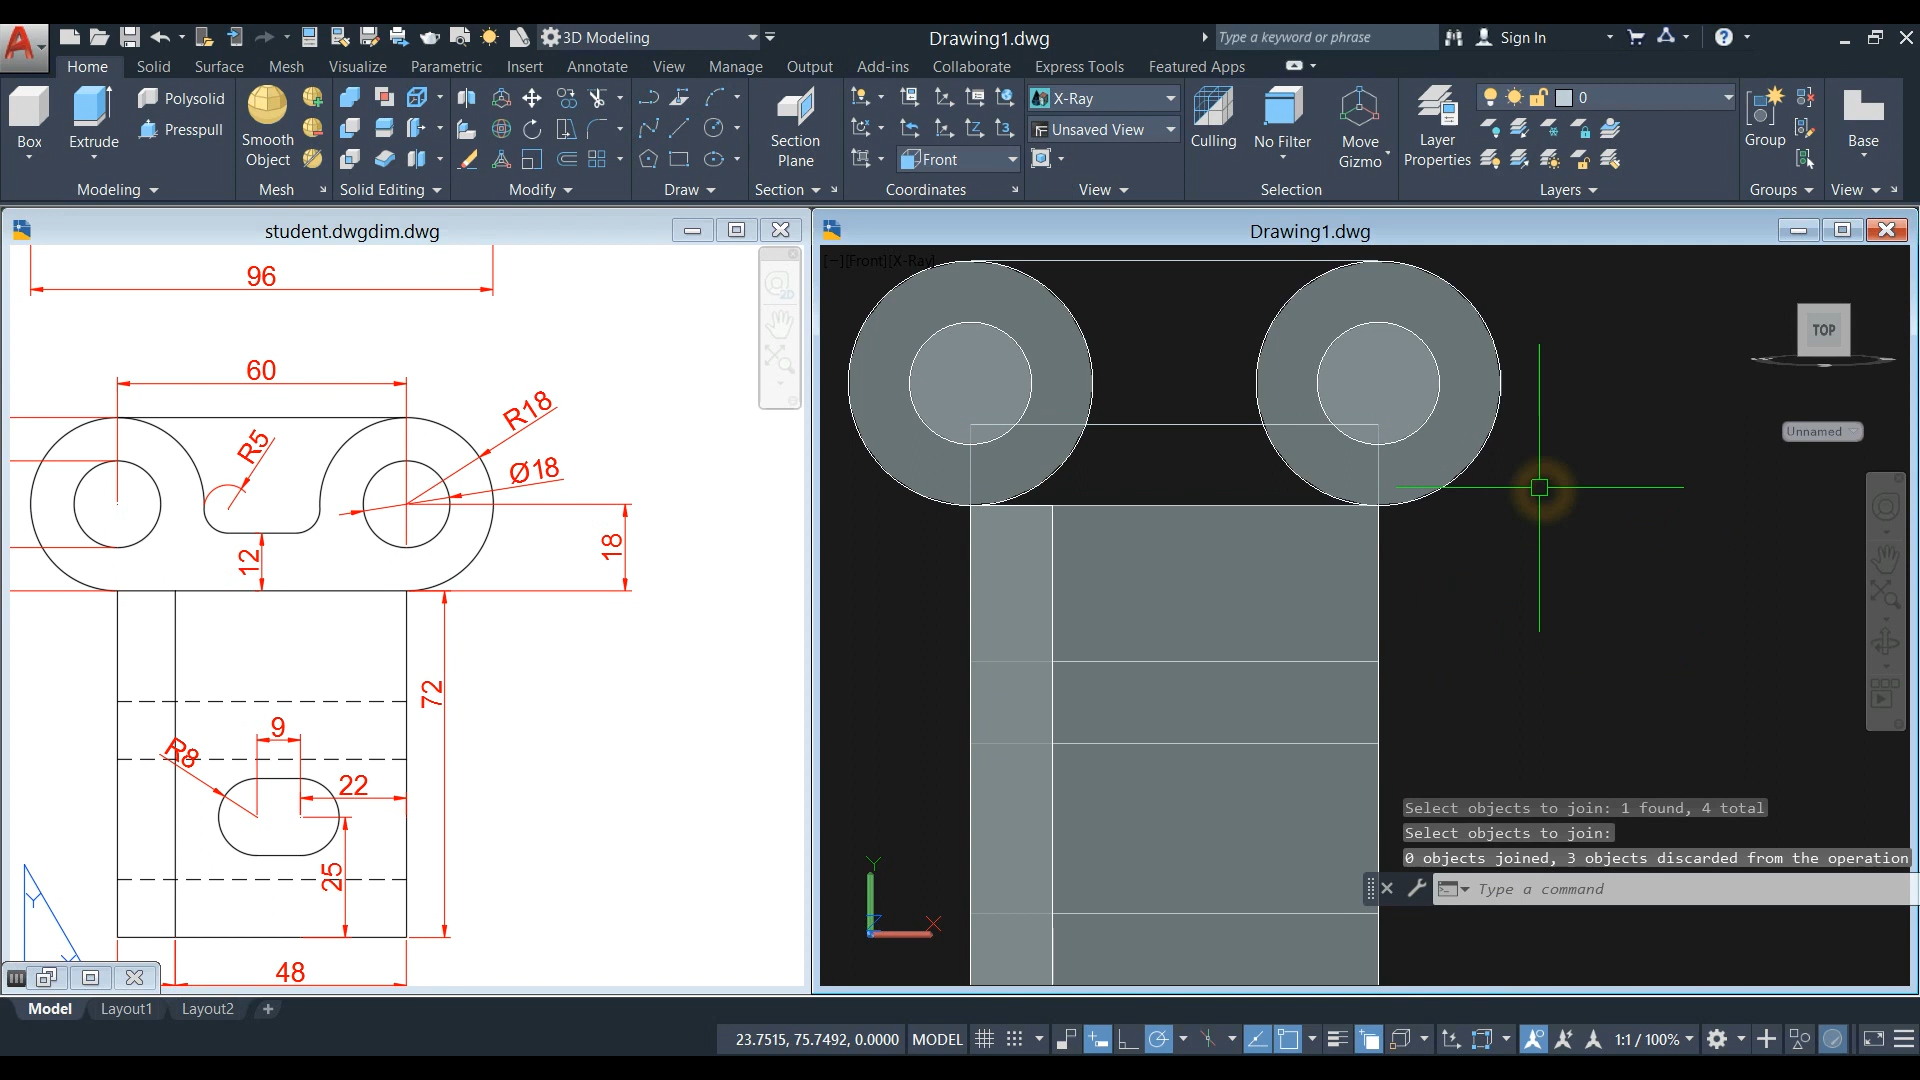 3D Modeling
Drawing1.dwg
Type a keyword or phrase
Sign In
Home Solid Surface Mesh Visualize Parametric Insert Annotate View Manage Output Add-ins Collaborate Express Tools Featured Apps
Box
Extrude
Polysolid
Presspull
Smooth
Object
Section
Plane
X-Ray
Unsaved View
Front
Culling
No Filter
Move
Gizmo
Layer
Properties
0
Group
Base
Modeling
Mesh
Solid Editing
Modify
Draw
Section
Coordinates
View
Selection
Layers
Groups
View
student.dwgdim.dwg
Drawing1.dwg
[−][Front][X-Ray]
96
60
R18
R5
Ø18
12
18
72
9
R8
22
25
48
Y
2D
TOP
Unnamed
Y
Z
X
Select objects to join: 1 found, 4 total
Select objects to join:
0 objects joined, 3 objects discarded from the operation
Type a command
Model Layout1 Layout2
23.7515, 75.7492, 0.0000 MODEL 1:1 / 100%